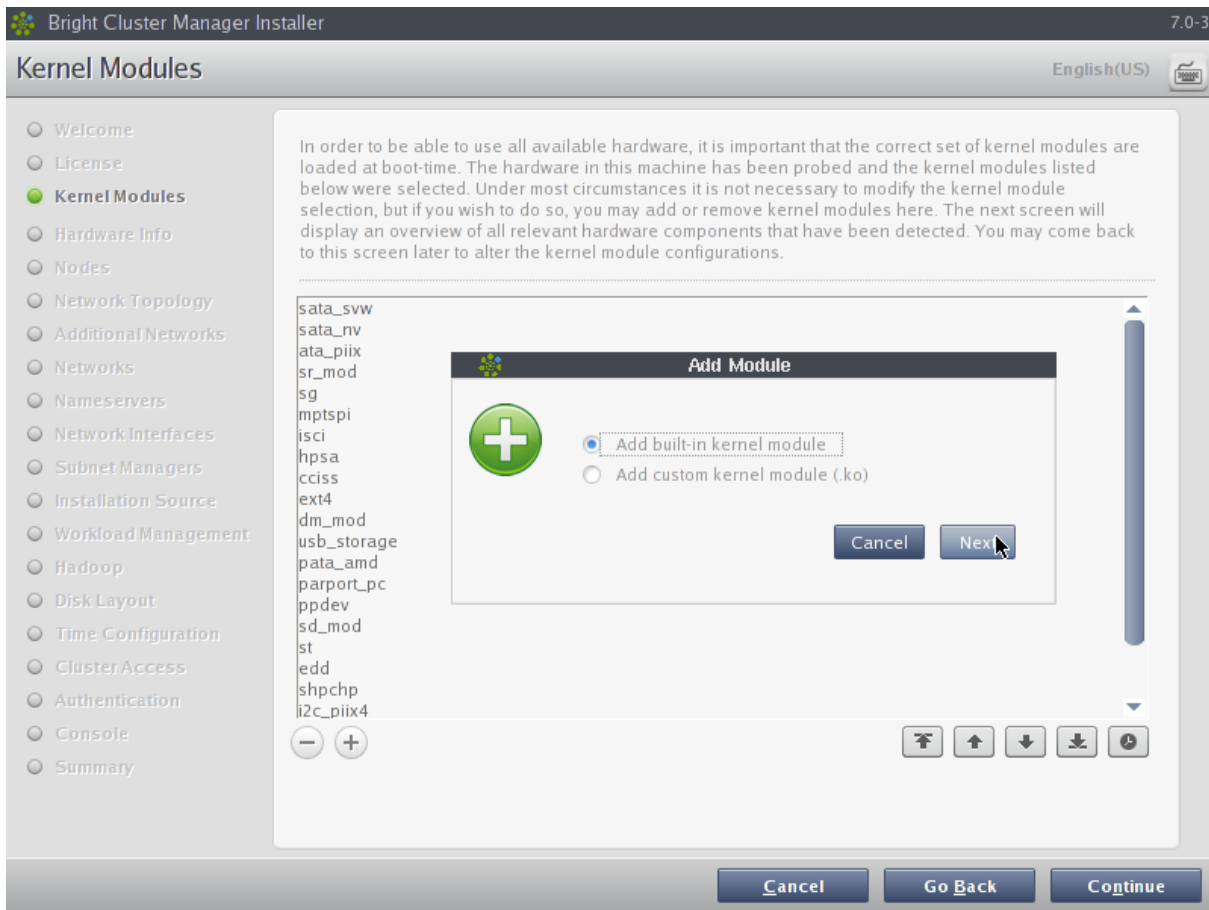 Bright Cluster Manager Installer
7.0-3
Kernel Modules
English(US)
Welcome
License
Kernel Modules
Hardware Info
Nodes
Network Topology
Additional Networks
Networks
Nameservers
Network Interfaces
Subnet Managers
Installation Source
Workload Management
Hadoop
Disk Layout
Time Configuration
Cluster Access
Authentication
Console
Summary
In order to be able to use all available hardware, it is important that the correct set of kernel modules are
loaded at boot-time. The hardware in this machine has been probed and the kernel modules listed
below were selected. Under most circumstances it is not necessary to modify the kernel module
selection, but if you wish to do so, you may add or remove kernel modules here. The next screen will
display an overview of all relevant hardware components that have been detected. You may come back
to this screen later to alter the kernel module configurations.
sata_svw
sata_nv
ata_piix
sr_mod
sg
mptspi
isci
hpsa
cciss
ext4
dm_mod
usb_storage
pata_amd
parport_pc
ppdev
sd_mod
st
edd
shpchp
i2c_piix4
Add Module
Add built-in kernel module
Add custom kernel module (.ko)
Cancel
Next
Cancel
Go Back
Continue